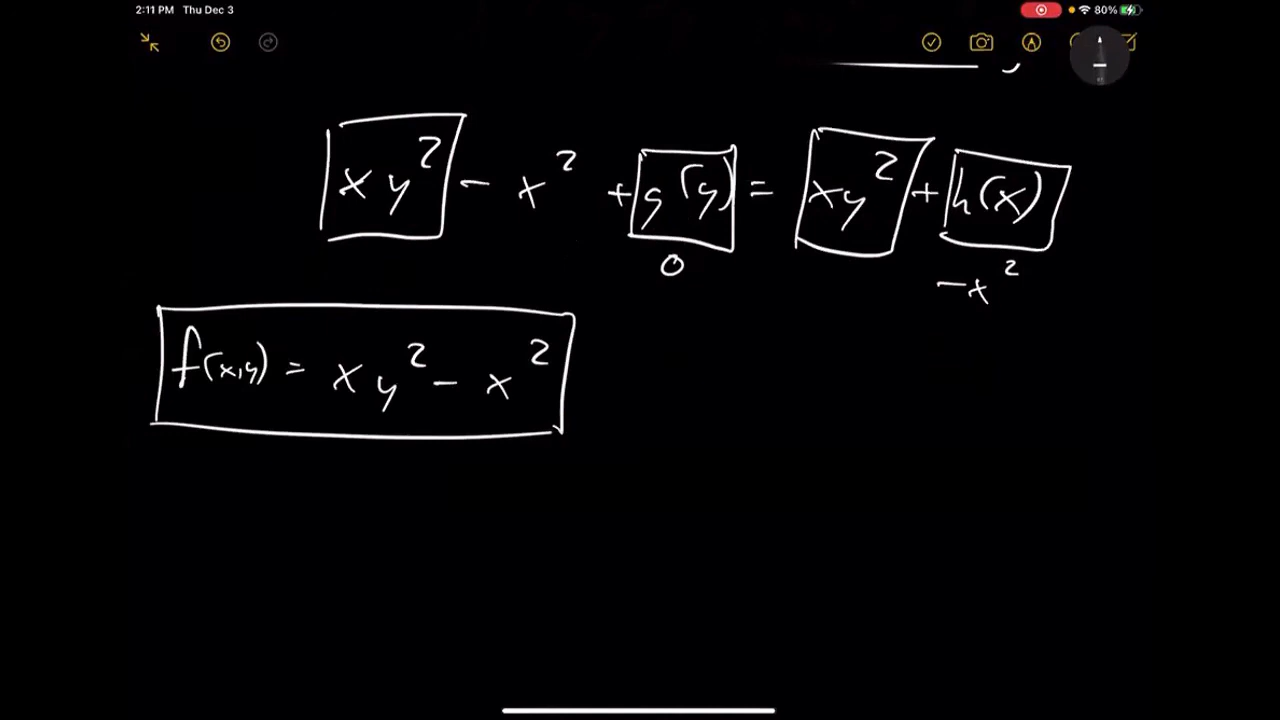 2:11 PM Thu Dec 3 80%
xy² - x² + g(y) = xy² + h(x)
0 -x²
f(x,y) = xy² - x²